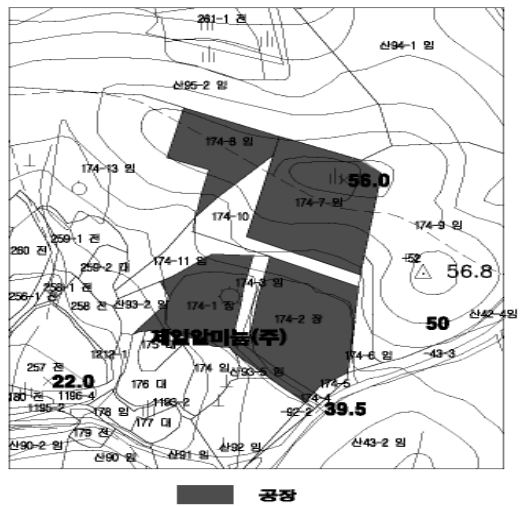 261-1 전
산94-1 임
산95-2 임
174-8 임
174-13 임
56.0
174-7 임
174-10
174-9 임
259-1 전
260 전
52
56.8
259-2 대
174-11 임
174-3 임
256-1 전
258 전
산93-2 임
174-1 장
174-2 장
산42-4임
50
제일알미늄(주)
175 대
1212-1
174-6 임
43-3
257 전
22.0
174 임
산93-5 임
176 대
174-5
180 전
1196-4
1195-2
1193-2
174-4
178 임
92-2
39.5
177 대
179 전
산90-2 임
산90 임
산91 임
산92 임
산43-2 임
공장